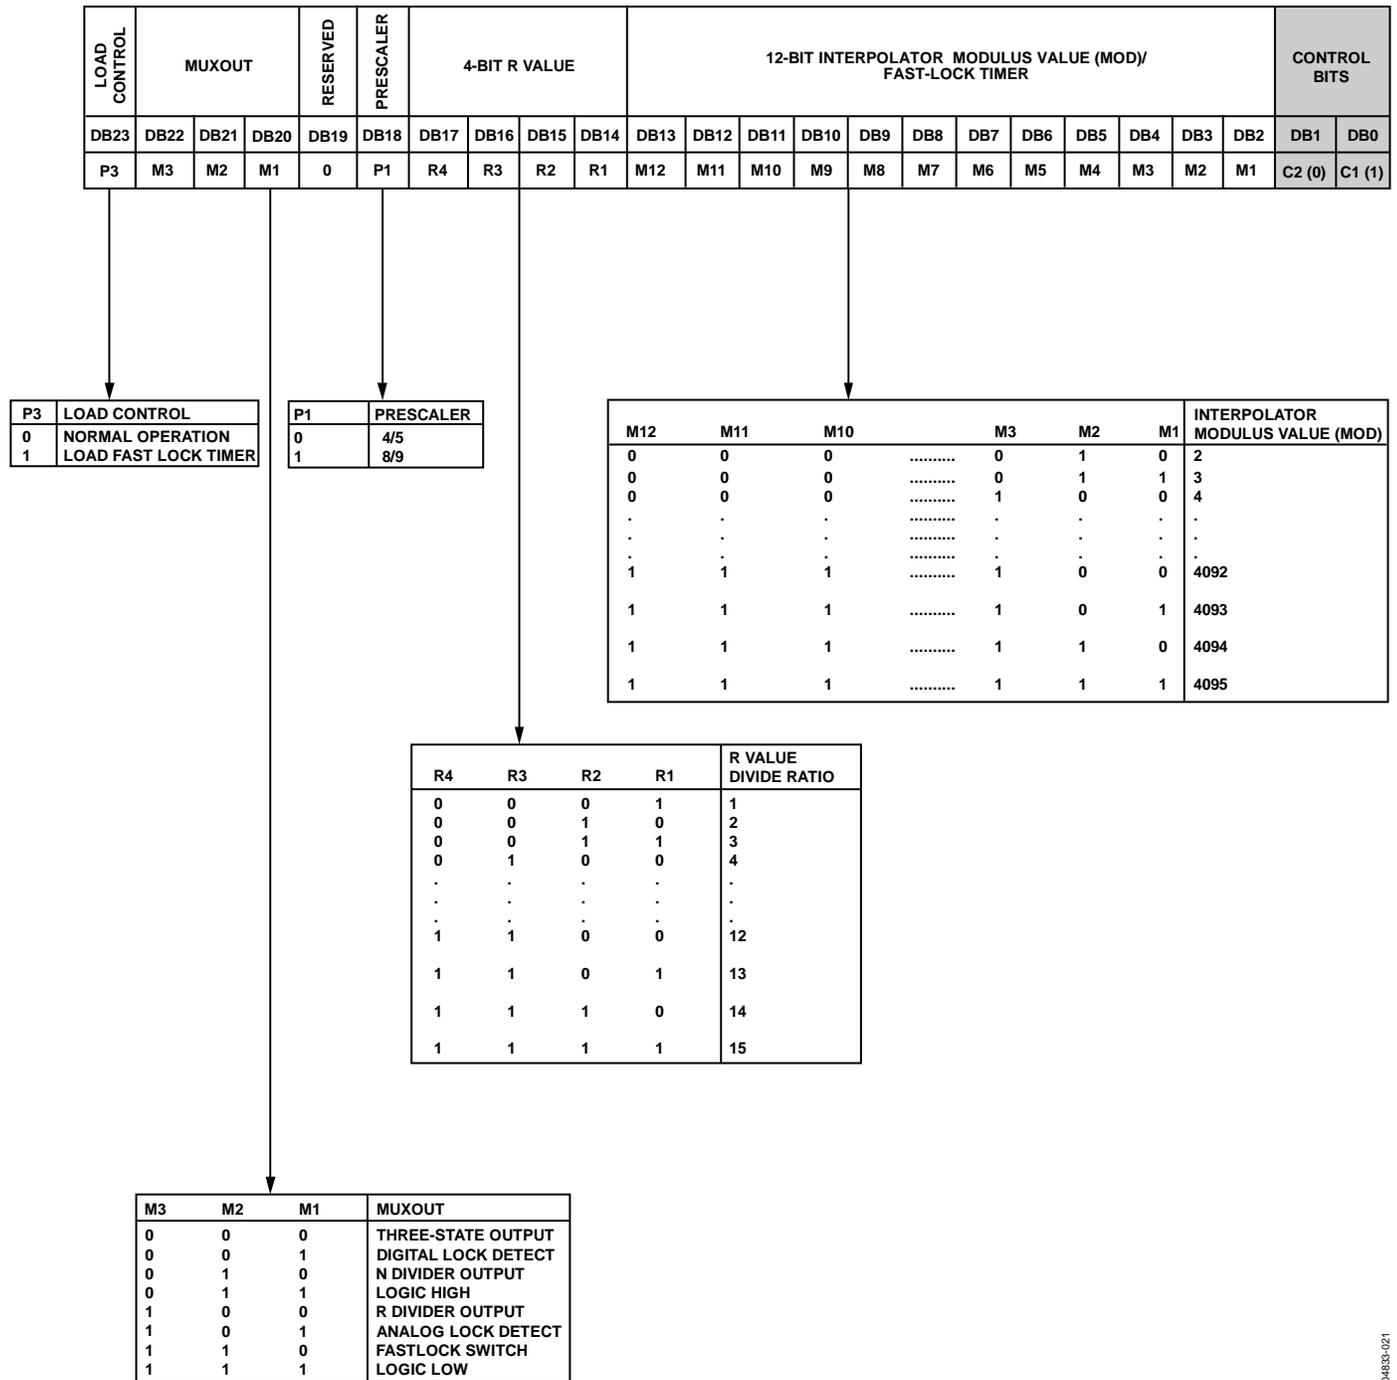 LOAD CONTROL
MUXOUT
RESERVED
PRESCALER
4-BIT R VALUE
12-BIT INTERPOLATOR MODULUS VALUE (MOD)/
FAST-LOCK TIMER
CONTROL
BITS
DB23 DB22 DB21 DB20 DB19 DB18 DB17 DB16 DB15 DB14 DB13 DB12 DB11 DB10 DB9 DB8 DB7 DB6 DB5 DB4 DB3 DB2 DB1 DB0
P3 M3 M2 M1 0 P1 R4 R3 R2 R1 M12 M11 M10 M9 M8 M7 M6 M5 M4 M3 M2 M1 C2 (0) C1 (1)
P3 LOAD CONTROL
0 NORMAL OPERATION
1 LOAD FAST LOCK TIMER
P1 PRESCALER
0 4/5
1 8/9
INTERPOLATOR
M12 M11 M10 M3 M2 M1 MODULUS VALUE (MOD)
0 0 0 .......... 0 1 0 2
0 0 0 .......... 0 1 1 3
0 0 0 .......... 1 0 0 4
. . . .......... . . . .
. . . .......... . . . .
. . . .......... . . . .
1 1 1 .......... 1 0 0 4092
1 1 1 .......... 1 0 1 4093
1 1 1 .......... 1 1 0 4094
1 1 1 .......... 1 1 1 4095
R VALUE
R4 R3 R2 R1 DIVIDE RATIO
0 0 0 1 1
0 0 1 0 2
0 0 1 1 3
0 1 0 0 4
. . . . .
. . . . .
. . . . .
1 1 0 0 12
1 1 0 1 13
1 1 1 0 14
1 1 1 1 15
M3 M2 M1 MUXOUT
0 0 0 THREE-STATE OUTPUT
0 0 1 DIGITAL LOCK DETECT
0 1 0 N DIVIDER OUTPUT
0 1 1 LOGIC HIGH
1 0 0 R DIVIDER OUTPUT
1 0 1 ANALOG LOCK DETECT
1 1 0 FASTLOCK SWITCH
1 1 1 LOGIC LOW
04833-021